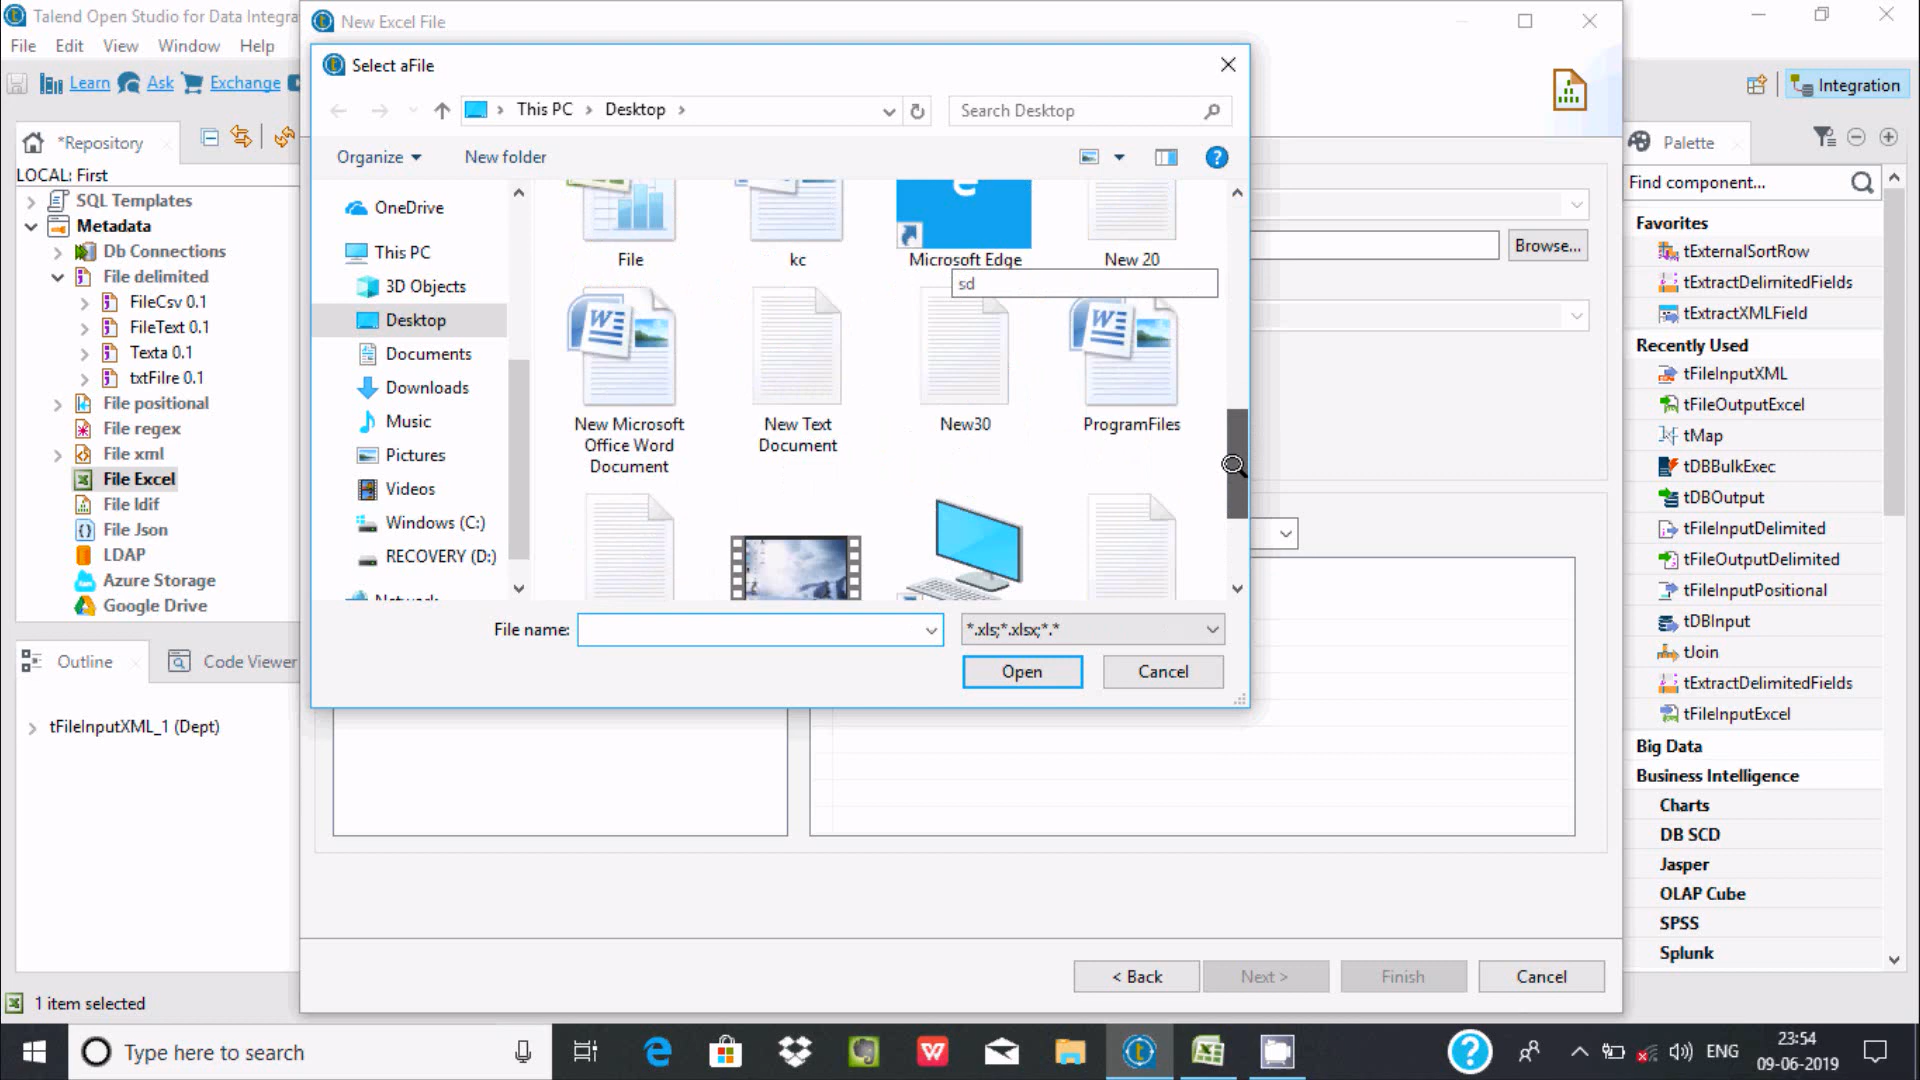 Talend Open Studio for Data Integra
New Excel File
File Edit View Window Help
Select aFile
Learn Ask Exchange
Integration
This PC > Desktop >
Search Desktop
*Repository
Palette
Organize
New folder
LOCAL: First
Find component...
SQL Templates
Metadata
Db Connections
File delimited
FileCsv 0.1
FileText 0.1
Texta 0.1
txtFilre 0.1
File positional
File regex
File xml
File Excel
File ldif
File Json
LDAP
Azure Storage
Google Drive
OneDrive
This PC
3D Objects
Desktop
Documents
Downloads
Music
Pictures
Videos
Windows (C:)
RECOVERY (D:)
Network
File
kc
Microsoft Edge
New 20
sd
New Microsoft
Office Word
Document
New Text
Document
New30
ProgramFiles
File name:
*.xls;*.xlsx;*.*
Open
Cancel
Browse...
Favorites
tExternalSortRow
tExtractDelimitedFields
tExtractXMLField
Recently Used
tFileInputXML
tFileOutputExcel
tMap
tDBBulkExec
tDBOutput
tFileInputDelimited
tFileOutputDelimited
tFileInputPositional
tDBInput
tJoin
tExtractDelimitedFields
tFileInputExcel
Big Data
Business Intelligence
Charts
DB SCD
Jasper
OLAP Cube
SPSS
Splunk
Outline
Code Viewer
tFileInputXML_1 (Dept)
< Back
Next >
Finish
Cancel
1 item selected
Type here to search
ENG
23:54
09-06-2019